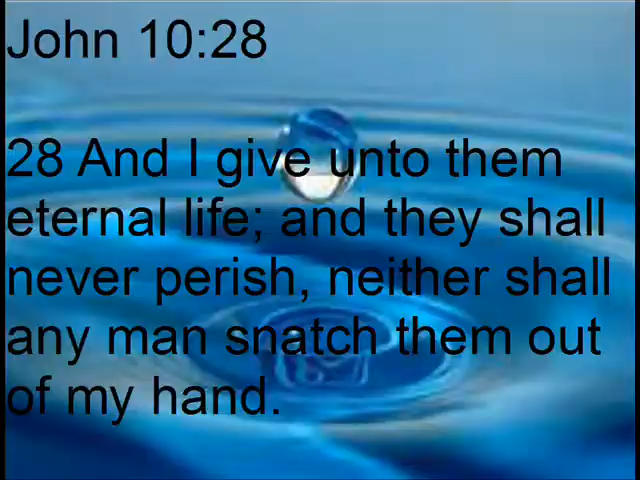 John 10:28
28 And I give unto them
eternal life; and they shall
never perish, neither shall
any man snatch them out
of my hand.